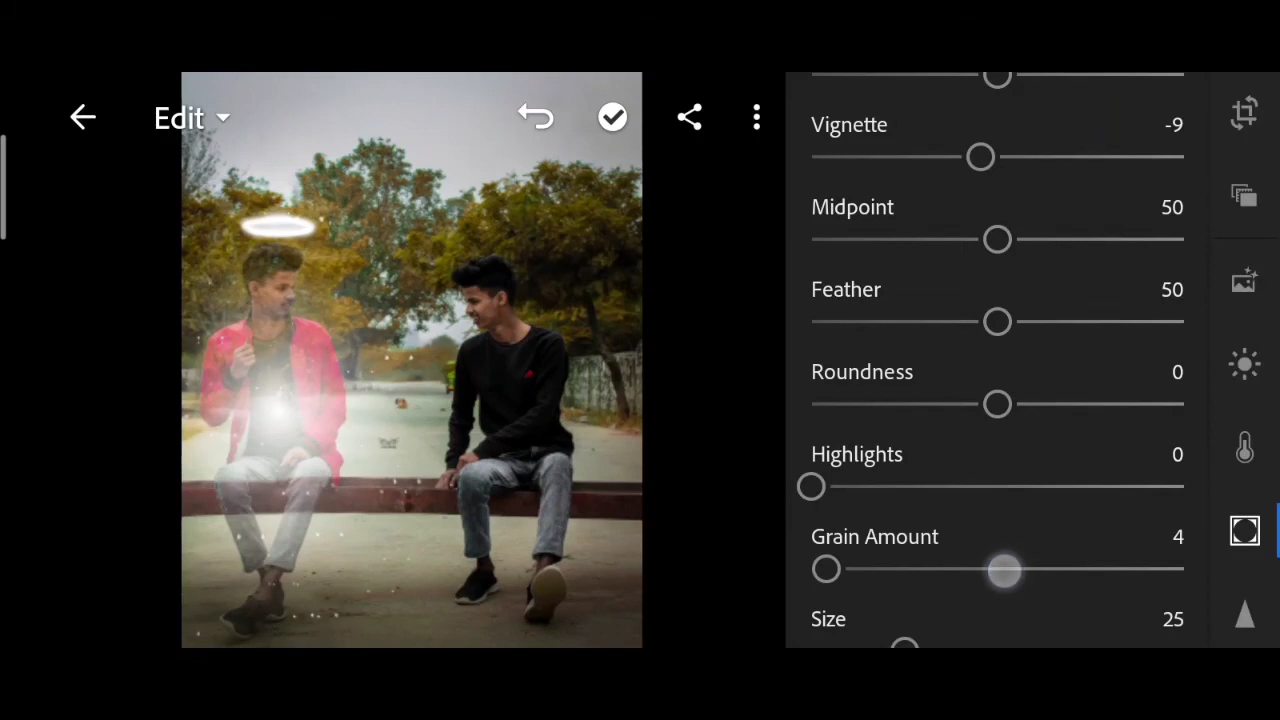 Edit
Vignette -9
Midpoint 50
Feather 50
Roundness 0
Highlights 0
Grain Amount 4
Size 25